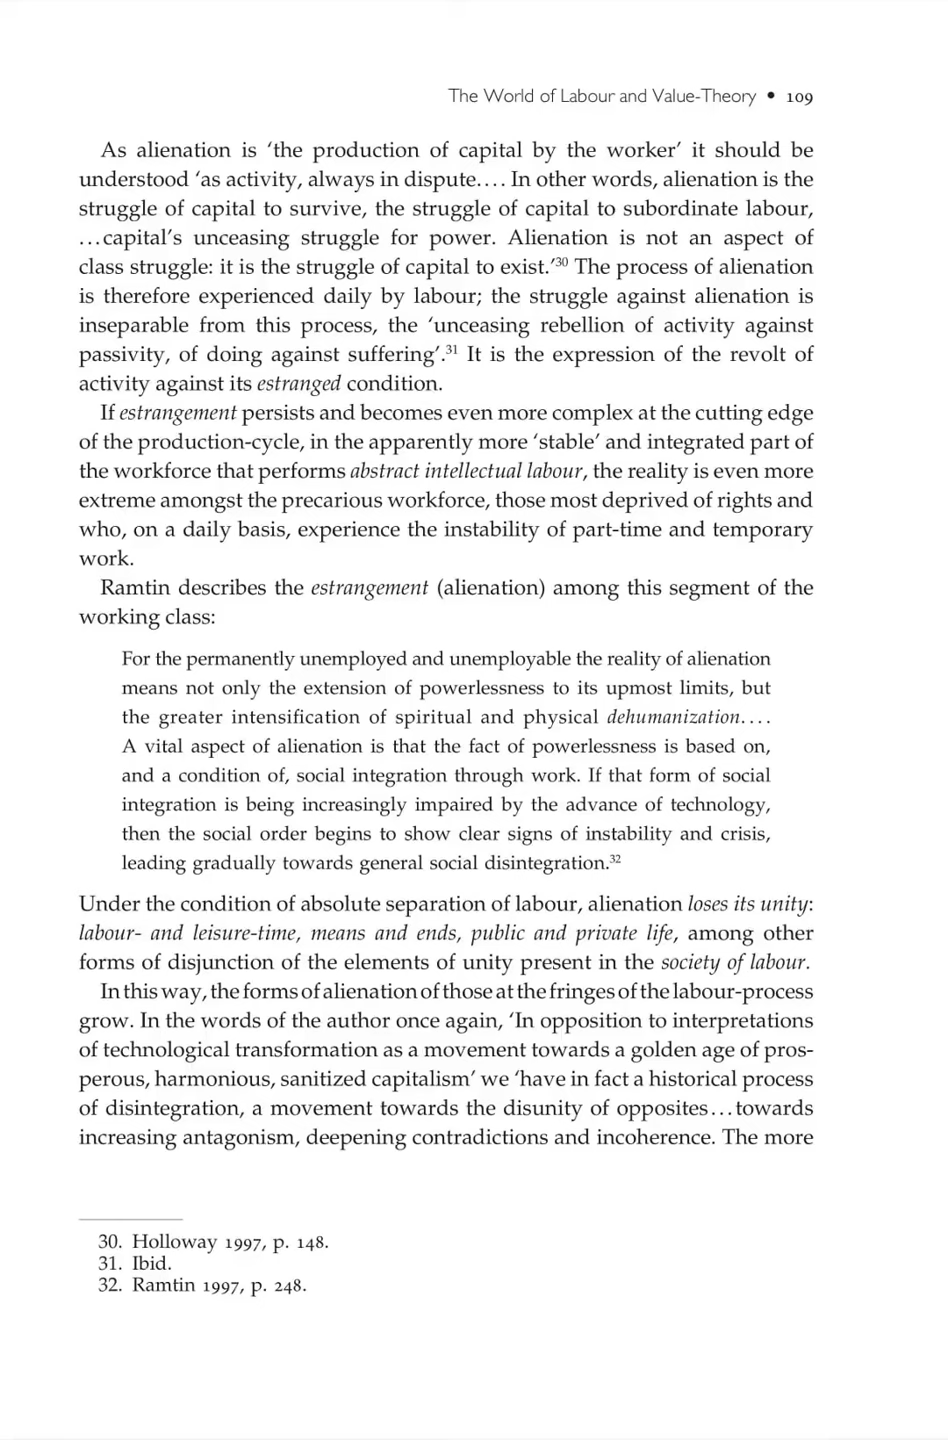 The World of Labour and Value-Theory • 109
As alienation is ‘the production of capital by the worker’ it should be
understood ‘as activity, always in dispute.… In other words, alienation is the
struggle of capital to survive, the struggle of capital to subordinate labour,
…capital’s unceasing struggle for power. Alienation is not an aspect of
class struggle: it is the struggle of capital to exist.’30 The process of alienation
is therefore experienced daily by labour; the struggle against alienation is
inseparable from this process, the ‘unceasing rebellion of activity against
passivity, of doing against suffering’.31 It is the expression of the revolt of
activity against its estranged condition.
If estrangement persists and becomes even more complex at the cutting edge
of the production-cycle, in the apparently more ‘stable’ and integrated part of
the workforce that performs abstract intellectual labour, the reality is even more
extreme amongst the precarious workforce, those most deprived of rights and
who, on a daily basis, experience the instability of part-time and temporary
work.
Ramtin describes the estrangement (alienation) among this segment of the
working class:
For the permanently unemployed and unemployable the reality of alienation
means not only the extension of powerlessness to its upmost limits, but
the greater intensification of spiritual and physical dehumanization.…
A vital aspect of alienation is that the fact of powerlessness is based on,
and a condition of, social integration through work. If that form of social
integration is being increasingly impaired by the advance of technology,
then the social order begins to show clear signs of instability and crisis,
leading gradually towards general social disintegration.32
Under the condition of absolute separation of labour, alienation loses its unity:
labour- and leisure-time, means and ends, public and private life, among other
forms of disjunction of the elements of unity present in the society of labour.
In this way, the forms of alienation of those at the fringes of the labour-process
grow. In the words of the author once again, ‘In opposition to interpretations
of technological transformation as a movement towards a golden age of pros-
perous, harmonious, sanitized capitalism’ we ‘have in fact a historical process
of disintegration, a movement towards the disunity of opposites…towards
increasing antagonism, deepening contradictions and incoherence. The more
30. Holloway 1997, p. 148.
31. Ibid.
32. Ramtin 1997, p. 248.